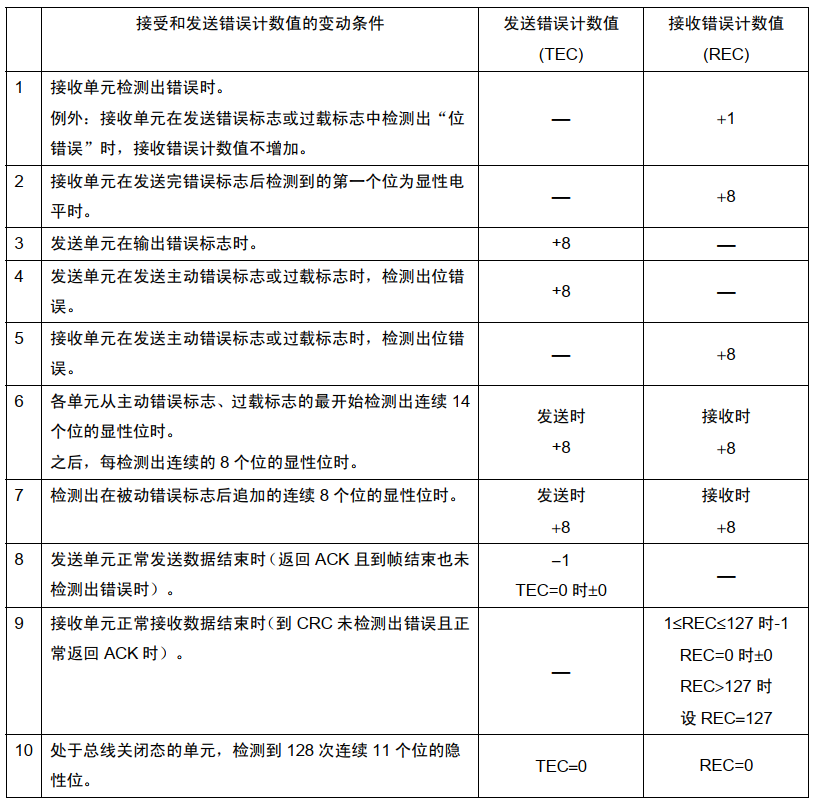 接受和发送错误计数值的变动条件
发送错误计数值
(TEC)
接收错误计数值
(REC)
1
接收单元检测出错误时。
例外：接收单元在发送错误标志或过载标志中检测出“位
错误”时，接收错误计数值不增加。
—
+1
2
接收单元在发送完错误标志后检测到的第一个位为显性电
平时。
—
+8
3
发送单元在输出错误标志时。
+8
—
4
发送单元在发送主动错误标志或过载标志时，检测出位错
误。
+8
—
5
接收单元在发送主动错误标志或过载标志时，检测出位错
误。
—
+8
6
各单元从主动错误标志、过载标志的最开始检测出连续 14
个位的显性位时。
之后，每检测出连续的 8 个位的显性位时。
发送时
+8
接收时
+8
7
检测出在被动错误标志后追加的连续 8 个位的显性位时。
发送时
+8
接收时
+8
8
发送单元正常发送数据结束时（返回 ACK 且到帧结束也未
检测出错误时）。
–1
TEC=0 时±0
—
9
接收单元正常接收数据结束时（到 CRC 未检测出错误且正
常返回 ACK 时）。
—
1≤REC≤127 时-1
REC=0 时±0
REC>127 时
设 REC=127
10
处于总线关闭态的单元，检测到 128 次连续 11 个位的隐
性位。
TEC=0
REC=0